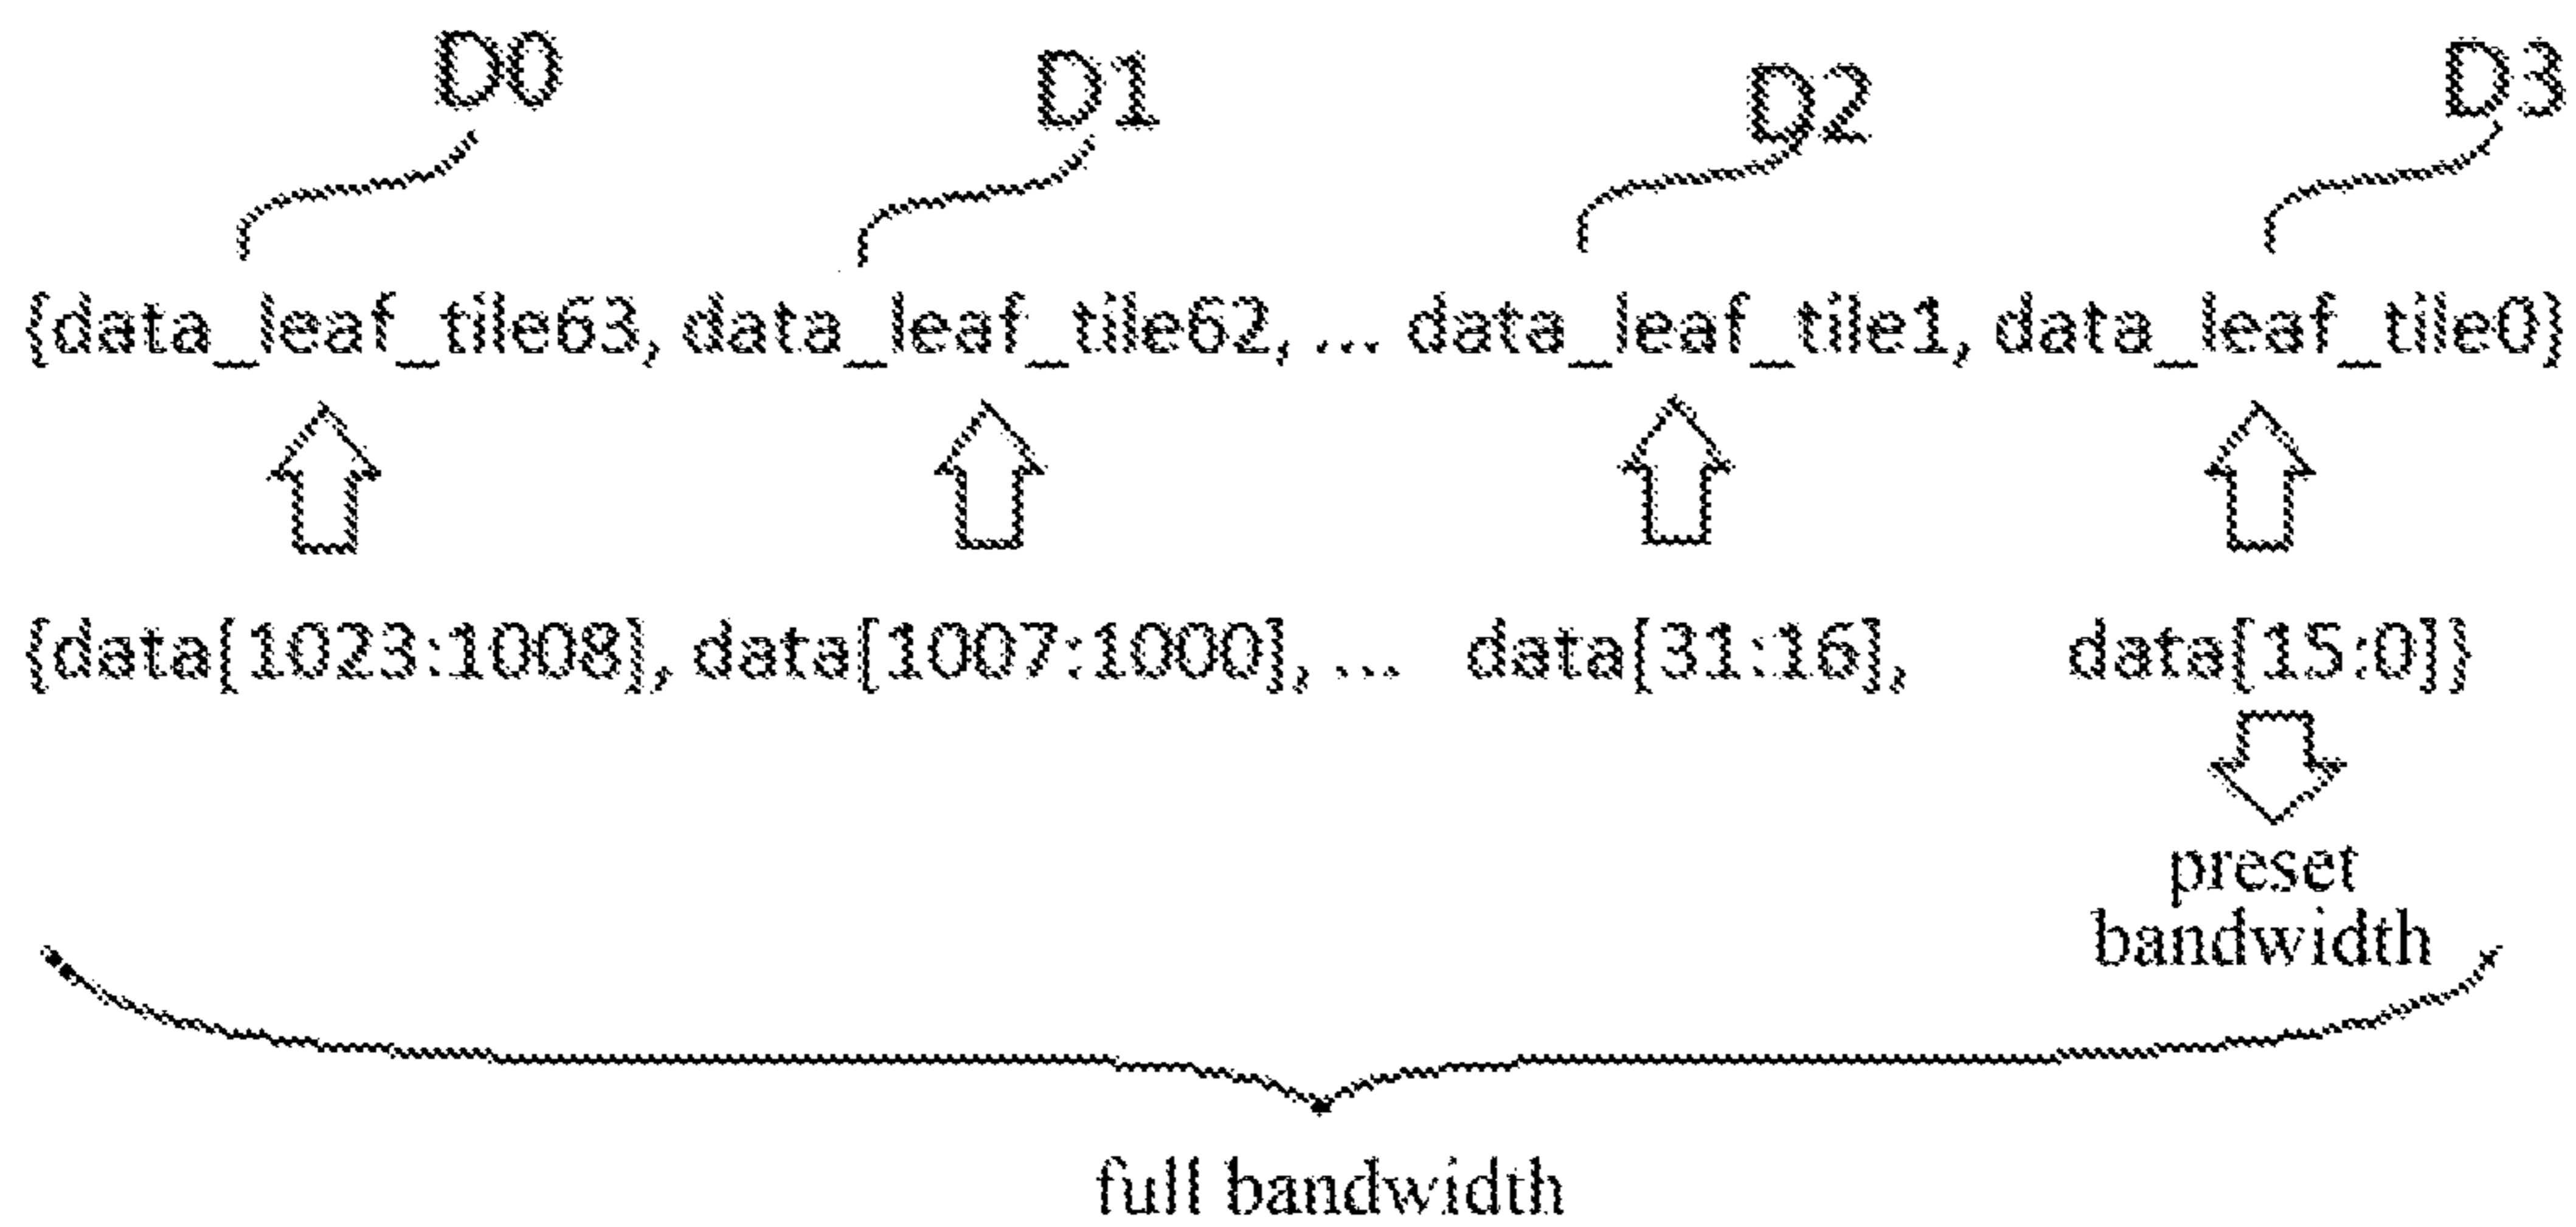 D0 D1 D2 D3
{data_leaf_tile63, data_leaf_tile62, ... data_leaf_tile1, data_leaf_tile0}
{data[1023:1008], data[1007:1000], ... data[31:16], data[15:0]}
preset
bandwidth
full bandwidth